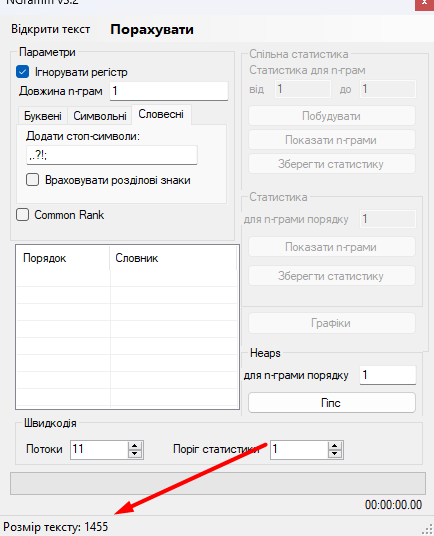 NGramm v3.2
Відкрити текст Порахувати
Параметри
Ігнорувати регістр
Довжина n-грам 1
Буквені Символьні Словесні
Додати стоп-символи:
,.?!;
Враховувати розділові знаки
Common Rank
Порядок Словник
Спільна статистика
Статистика для n-грам
від 1 до 1
Побудувати
Показати n-грами
Зберегти статистику
Статистика
для n-грами порядку 1
Показати n-грами
Зберегти статистику
Графіки
Heaps
для n-грами порядку 1
Гіпс
Швидкодія
Потоки 11 Поріг статистики 1
00:00:00.00
Розмір тексту: 1455